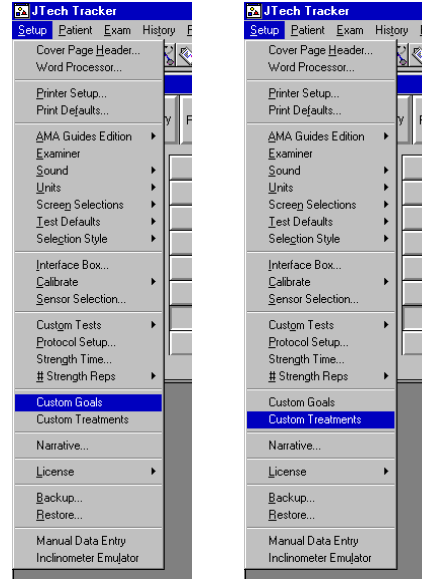 JTech Tracker
Setup Patient Exam History
Cover Page Header...
Word Processor...
Printer Setup...
Print Defaults...
AMA Guides Edition
Examiner
Sound
Units
Screen Selections
Test Defaults
Selection Style
Interface Box...
Calibrate
Sensor Selection...
Custom Tests
Protocol Setup...
Strength Time...
# Strength Reps
Custom Goals
Custom Treatments
Narrative...
License
Backup...
Restore...
Manual Data Entry
Inclinometer Emulator
JTech Tracker
Setup Patient Exam History
Cover Page Header...
Word Processor...
Printer Setup...
Print Defaults...
AMA Guides Edition
Examiner
Sound
Units
Screen Selections
Test Defaults
Selection Style
Interface Box...
Calibrate
Sensor Selection...
Custom Tests
Protocol Setup...
Strength Time...
# Strength Reps
Custom Goals
Custom Treatments
Narrative...
License
Backup...
Restore...
Manual Data Entry
Inclinometer Emulator